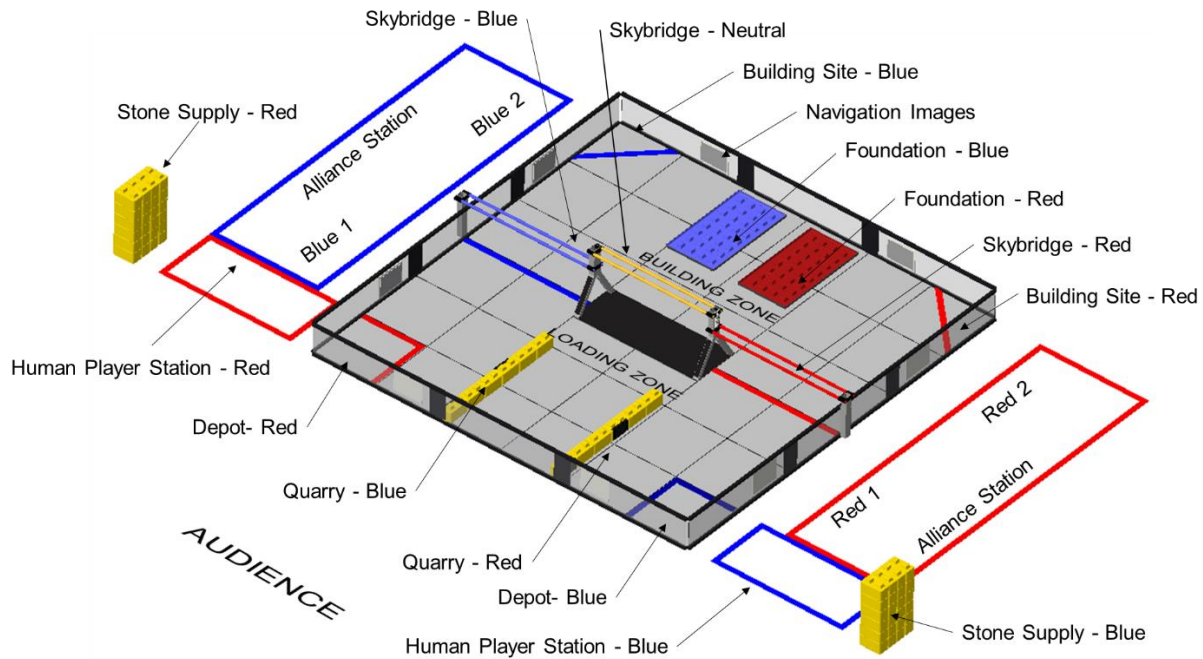 Skybridge - Blue
Skybridge - Neutral
Building Site - Blue
Navigation Images
Stone Supply - Red
Alliance Station
Blue 2
Blue 1
Foundation - Blue
Foundation - Red
Skybridge - Red
Building Site - Red
BUILDING ZONE
LOADING ZONE
Human Player Station - Red
Depot- Red
Quarry - Blue
AUDIENCE
Quarry - Red
Depot- Blue
Human Player Station - Blue
Red 2
Red 1
Alliance Station
Stone Supply - Blue